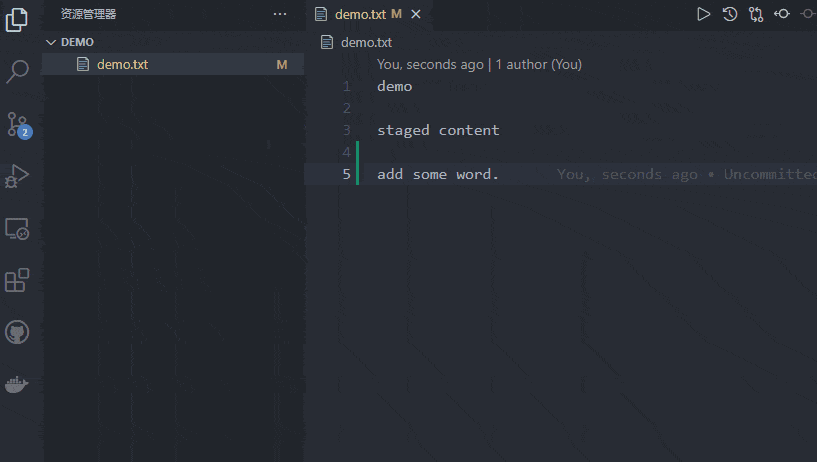 资源管理器
DEMO
demo.txt M
2
demo.txt M
demo.txt
You, seconds ago | 1 author (You)
1 demo
2
3 staged content
4
5 add some word. You, seconds ago • Uncommitted